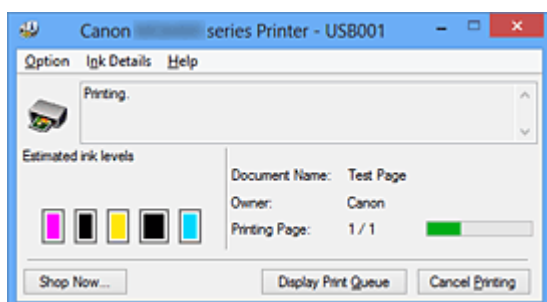 Canon series Printer - USB001
Option Ink Details Help
Printing.
Estimated ink levels
Document Name: Test Page
Owner: Canon
Printing Page: 1 / 1
Shop Now... Display Print Queue Cancel Printing